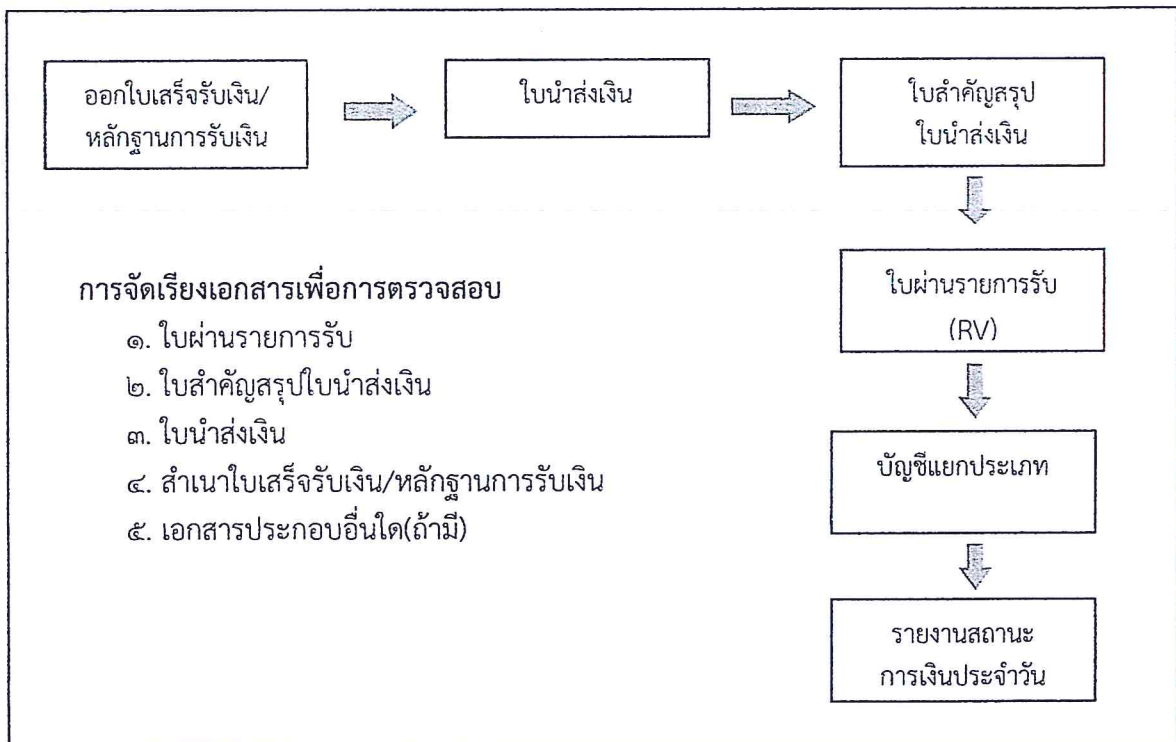 ออกใบเสร็จรับเงิน/
หลักฐานการรับเงิน
ใบนำส่งเงิน
ใบสำคัญสรุป
ใบนำส่งเงิน
ใบผ่านรายการรับ
(RV)
บัญชีแยกประเภท
รายงานสถานะ
การเงินประจำวัน
การจัดเรียงเอกสารเพื่อการตรวจสอบ
๑. ใบผ่านรายการรับ
๒. ใบสำคัญสรุปใบนำส่งเงิน
๓. ใบนำส่งเงิน
๔. สำเนาใบเสร็จรับเงิน/หลักฐานการรับเงิน
๕. เอกสารประกอบอื่นใด(ถ้ามี)